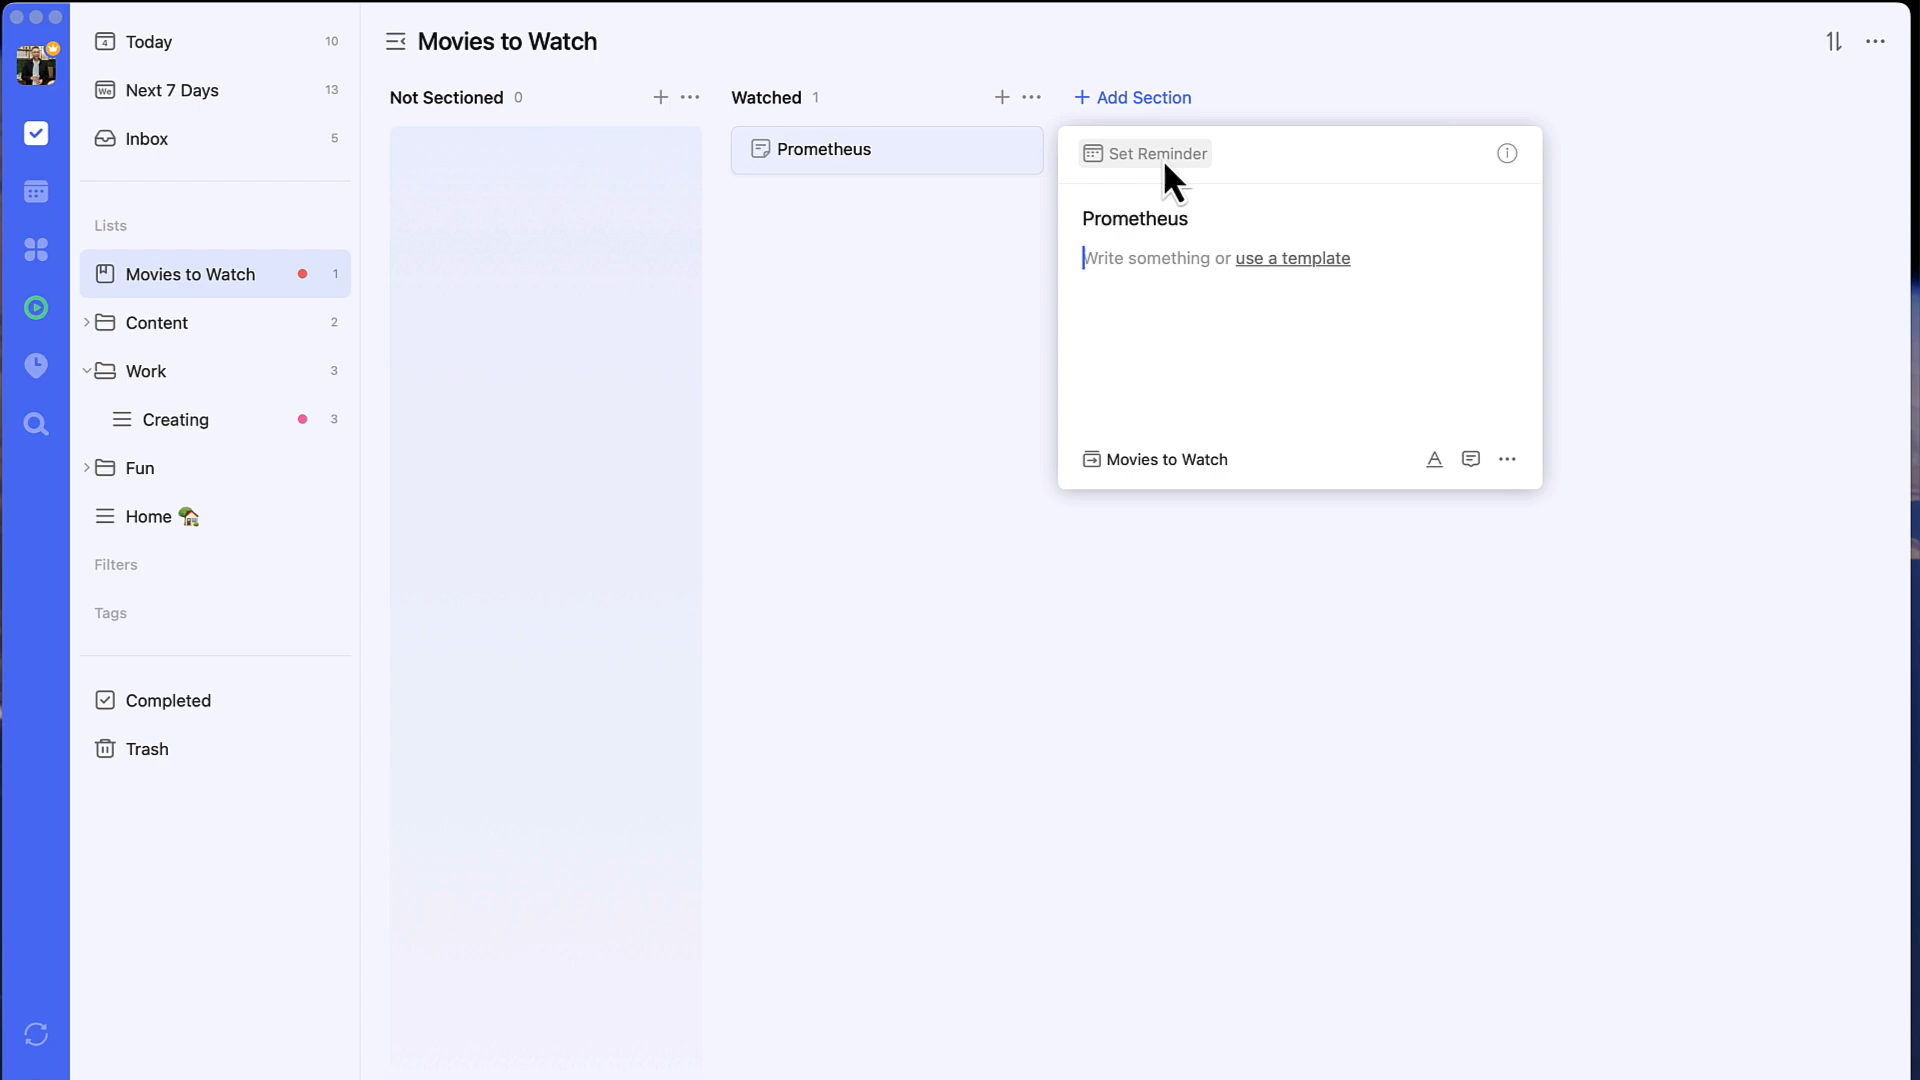 4 Today 10
We Next 7 Days 13
Inbox 5
Lists
Movies to Watch 1
Content 2
Work 3
Creating 3
Fun
Home
Filters
Tags
Completed
Trash
Movies to Watch
Not Sectioned 0
Watched 1
+ Add Section
Prometheus
Set Reminder
Prometheus
Write something or use a template
Movies to Watch